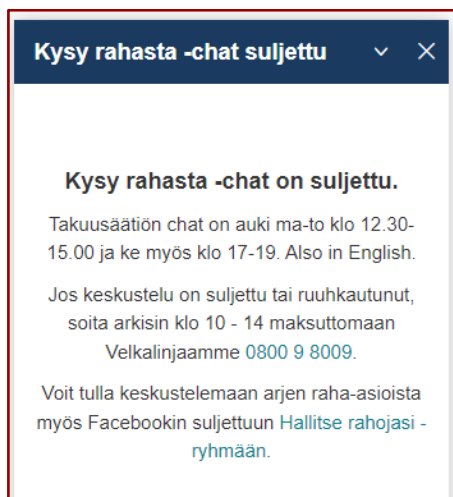 Kysy rahasta -chat suljettu
Kysy rahasta -chat on suljettu.
Takuusäätiön chat on auki ma-to klo 12.30-
15.00 ja ke myös klo 17-19. Also in English.
Jos keskustelu on suljettu tai ruuhkautunut,
soita arkisin klo 10 - 14 maksuttomaan
Velkalinjaamme 0800 9 8009.
Voit tulla keskustelemaan arjen raha-asioista
myös Facebookin suljettuun Hallitse rahojasi -
ryhmään.